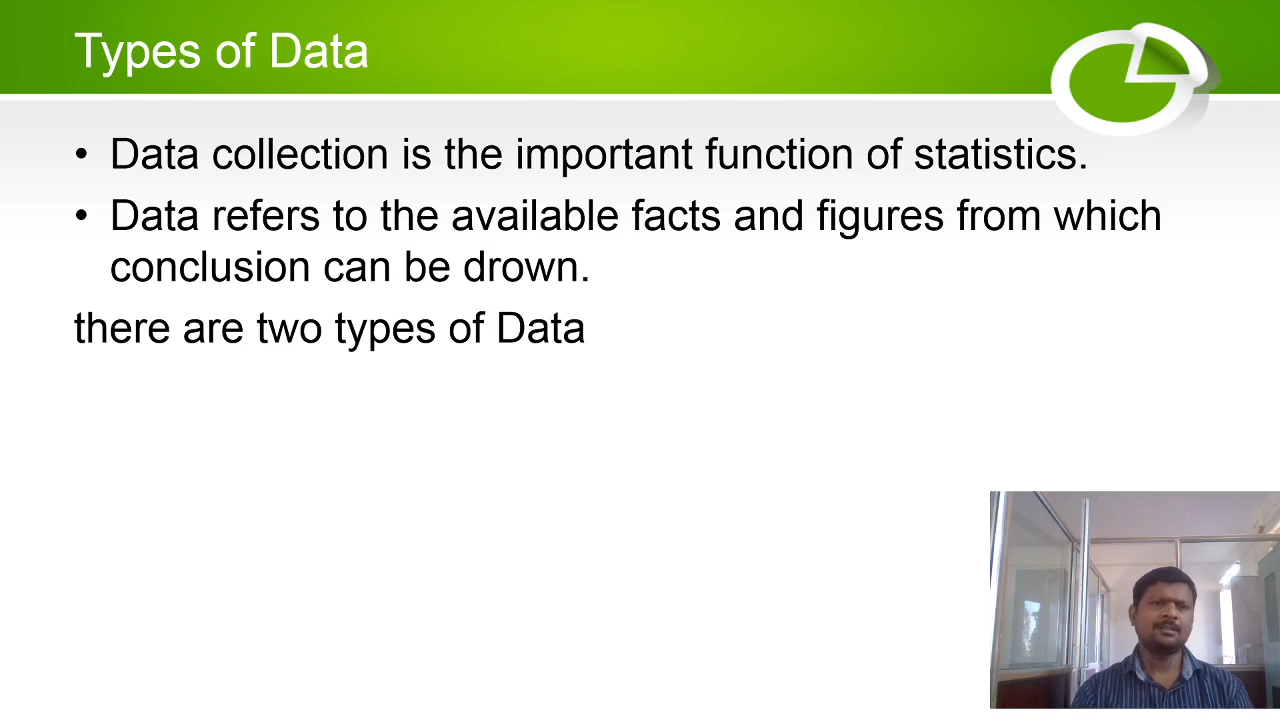 Types of Data
• Data collection is the important function of statistics.
• Data refers to the available facts and figures from which
conclusion can be drown.
there are two types of Data